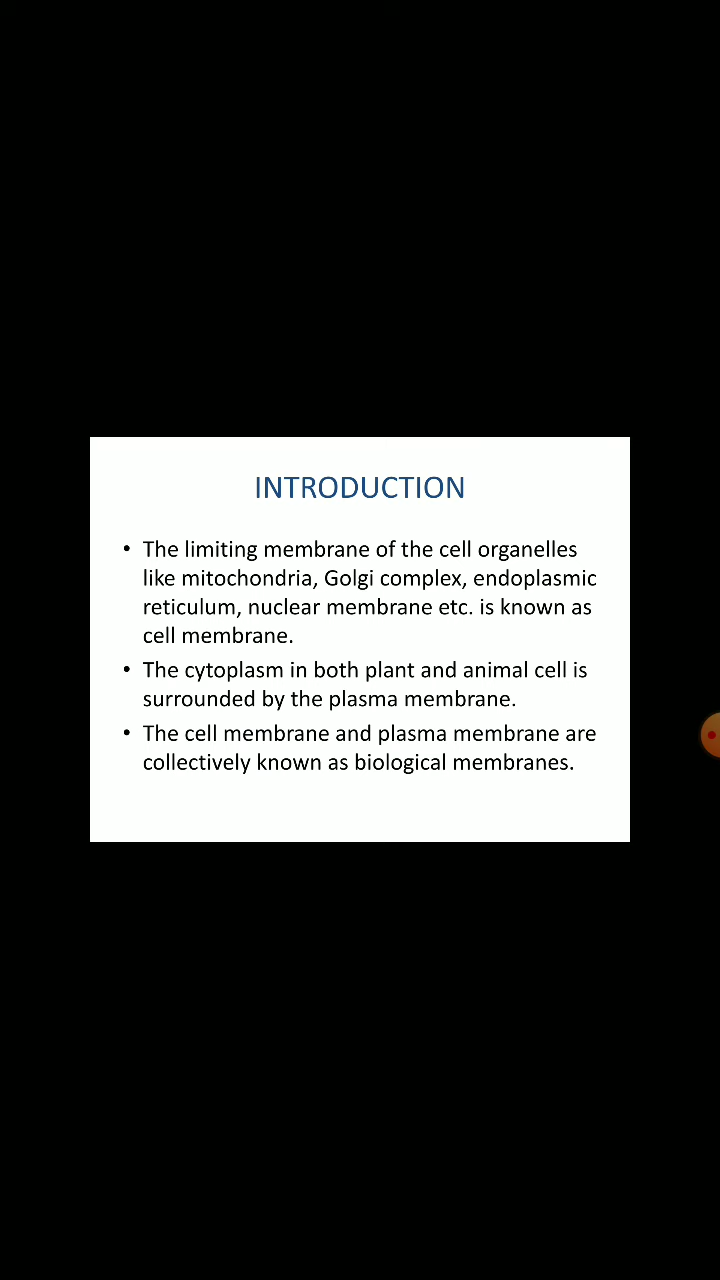 INTRODUCTION
• The limiting membrane of the cell organelles
like mitochondria, Golgi complex, endoplasmic
reticulum, nuclear membrane etc. is known as
cell membrane.
• The cytoplasm in both plant and animal cell is
surrounded by the plasma membrane.
• The cell membrane and plasma membrane are
collectively known as biological membranes.